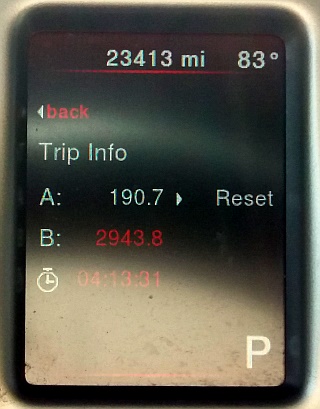 23413 mi 83°
back
Trip Info
A: 190.7 Reset
B: 2943.8
04:13:31
P